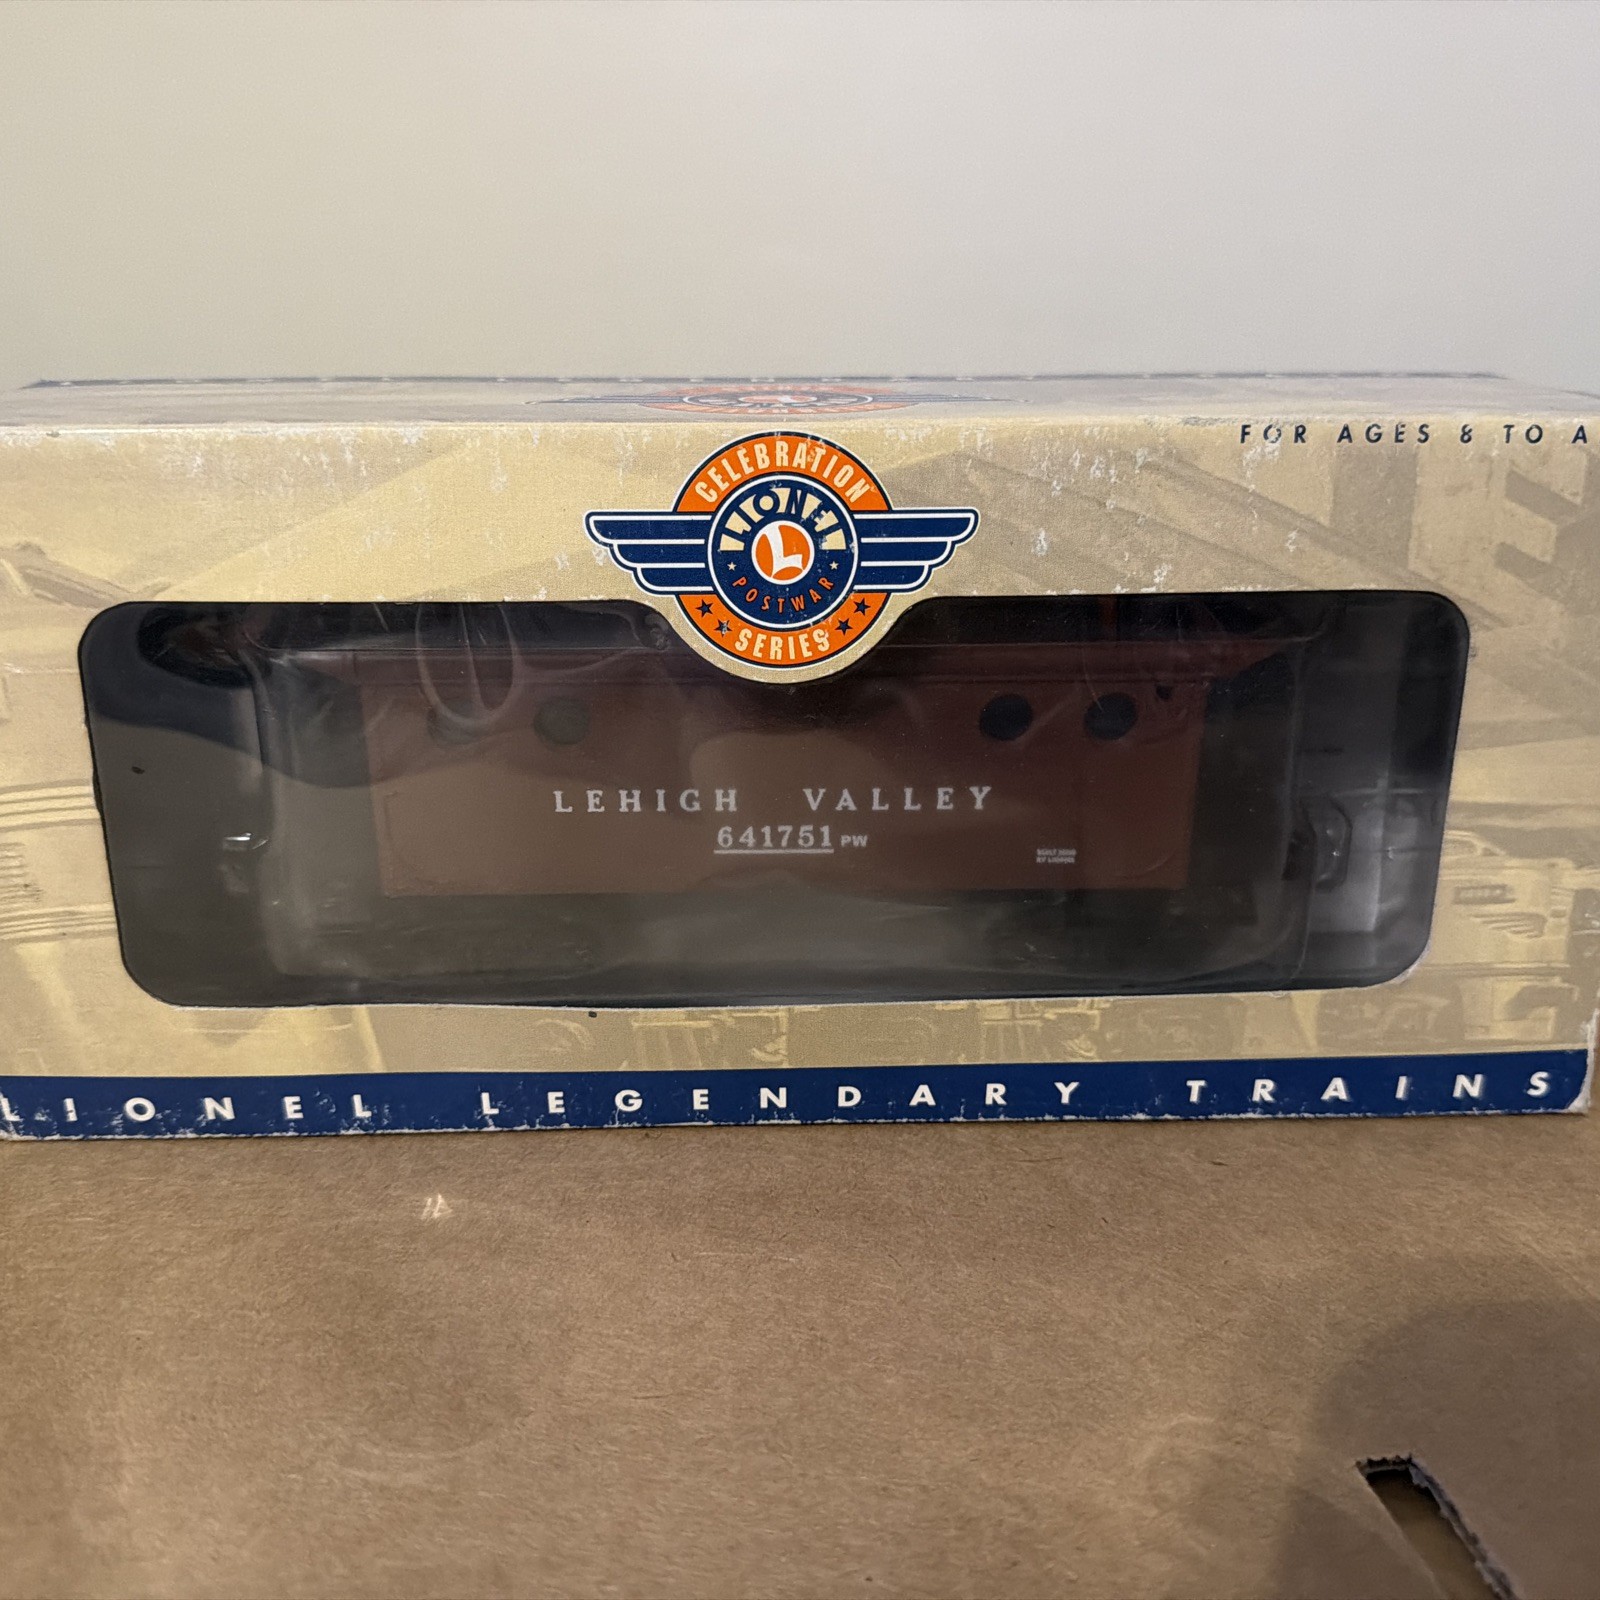 FOR AGES 8 TO A
CELEBRATION
LIONEL
L
POSTWAR
SERIES
LEHIGH VALLEY
641751 PW
LIONEL LEGENDARY TRAINS